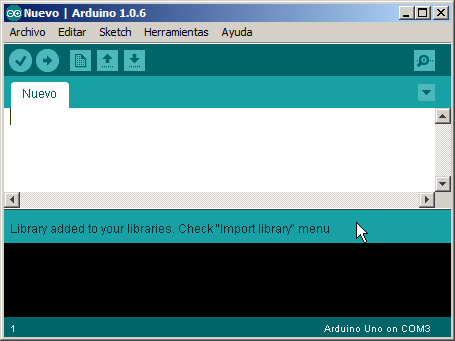 Nuevo | Arduino 1.0.6
Archivo Editar Sketch Herramientas Ayuda
Nuevo
Library added to your libraries. Check "Import library" menu
1 Arduino Uno on COM3